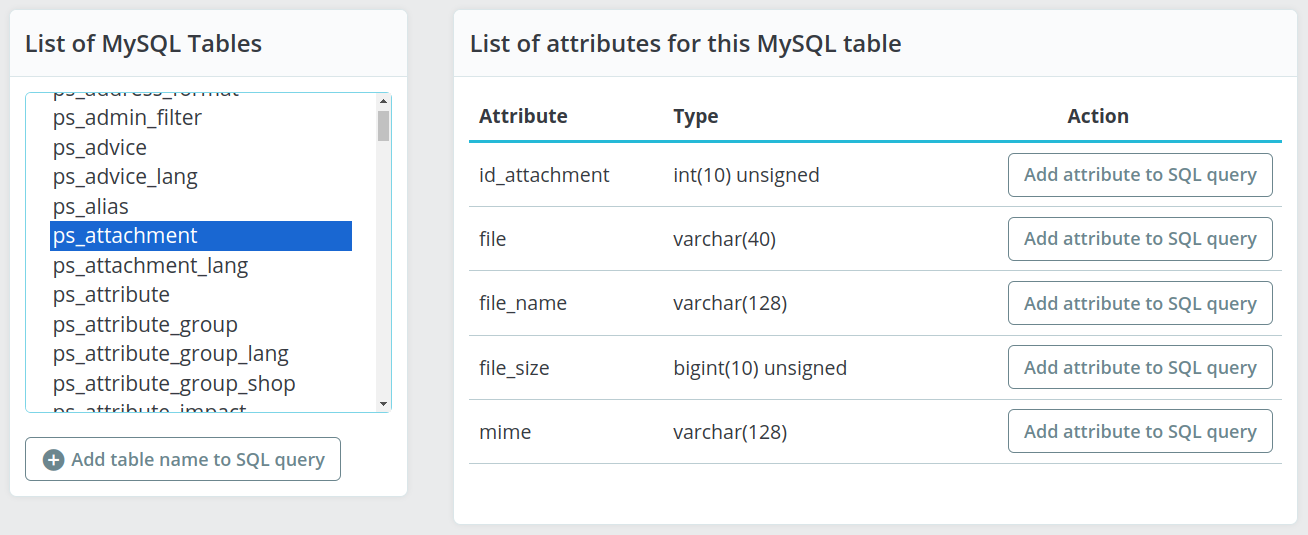 List of MySQL Tables
ps_address_format
ps_admin_filter
ps_advice
ps_advice_lang
ps_alias
ps_attachment
ps_attachment_lang
ps_attribute
ps_attribute_group
ps_attribute_group_lang
ps_attribute_group_shop
ps_attribute_impact
Add table name to SQL query
List of attributes for this MySQL table
Attribute Type Action
id_attachment int(10) unsigned Add attribute to SQL query
file varchar(40) Add attribute to SQL query
file_name varchar(128) Add attribute to SQL query
file_size bigint(10) unsigned Add attribute to SQL query
mime varchar(128) Add attribute to SQL query